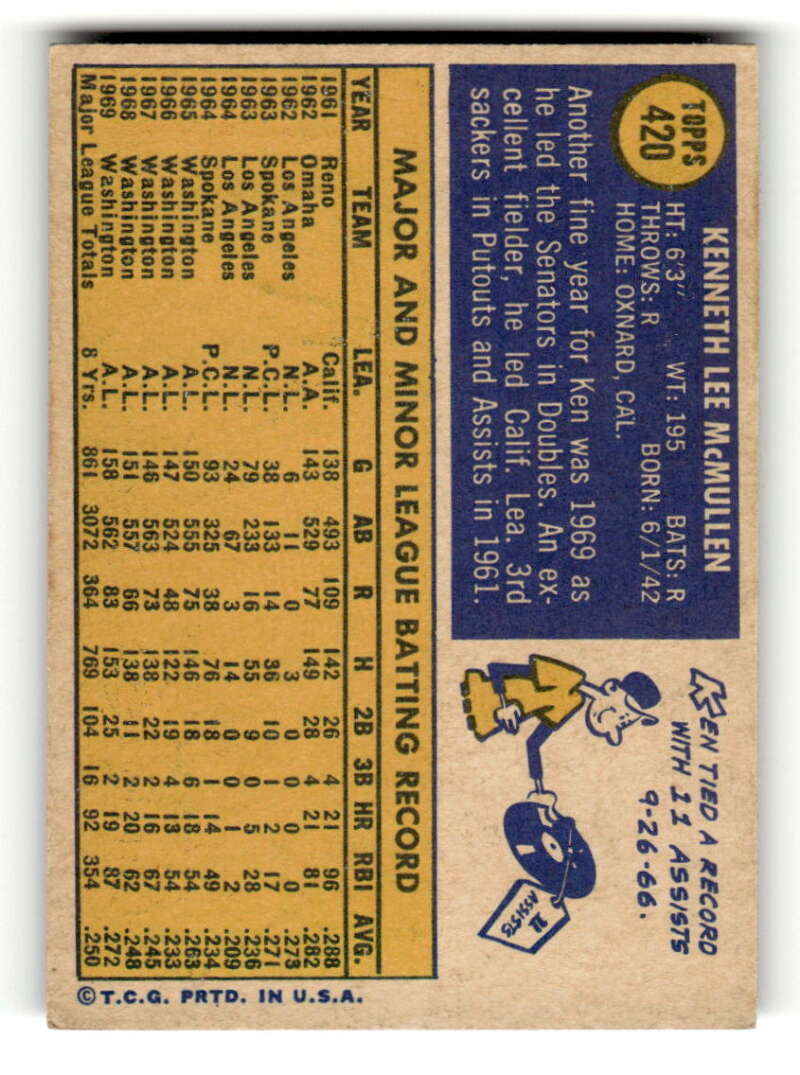 TOPPS
420
KENNETH LEE McMULLEN
HT: 6'3" WT: 195 BATS: R
THROWS: R BORN: 6/1/42
HOME: OXNARD, CAL.
Another fine year for Ken was 1969 as
he led the Senators in Doubles. An ex-
cellent fielder, he led Calif. Lea. 3rd
sackers in Putouts and Assists in 1961.
KEN TIED A RECORD
WITH 11 ASSISTS
9-26-66.
11
ASSISTS
MAJOR AND MINOR LEAGUE BATTING RECORD
YEAR TEAM LEA. G AB R H 2B 3B HR RBI AVG.
1961 Reno Calif. 138 493 109 142 26 4 21 96 .288
1962 Omaha A.A. 143 529 77 149 28 4 21 81 .282
1962 Los Angeles N.L. 6 11 0 3 0 0 0 0 .273
1963 Spokane P.C.L. 38 133 14 36 10 1 2 17 .271
1963 Los Angeles N.L. 79 233 16 55 9 0 5 28 .236
1964 Los Angeles N.L. 24 67 3 14 0 0 1 2 .209
1964 Spokane P.C.L. 93 325 38 76 18 1 14 49 .234
1965 Washington A.L. 150 555 75 146 18 6 18 54 .263
1966 Washington A.L. 147 524 48 122 19 4 13 54 .233
1967 Washington A.L. 146 563 73 138 22 2 16 67 .245
1968 Washington A.L. 151 557 66 138 11 2 20 62 .248
1969 Washington A.L. 158 562 83 153 25 2 19 87 .272
Major League Totals 8 Yrs. 861 3072 364 769 104 16 92 354 .250
©T.C.G. PRTD. IN U.S.A.